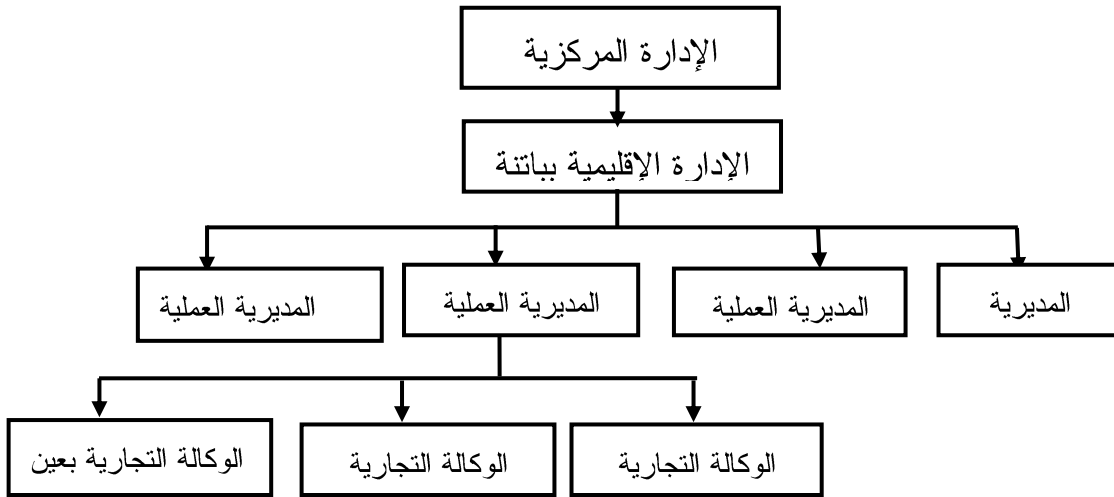 الإدارة المركزية
الإدارة الإقليمية بباتنة
المديرية
المديرية العملية
المديرية العملية
المديرية العملية
الوكالة التجارية
الوكالة التجارية
الوكالة التجارية بعين